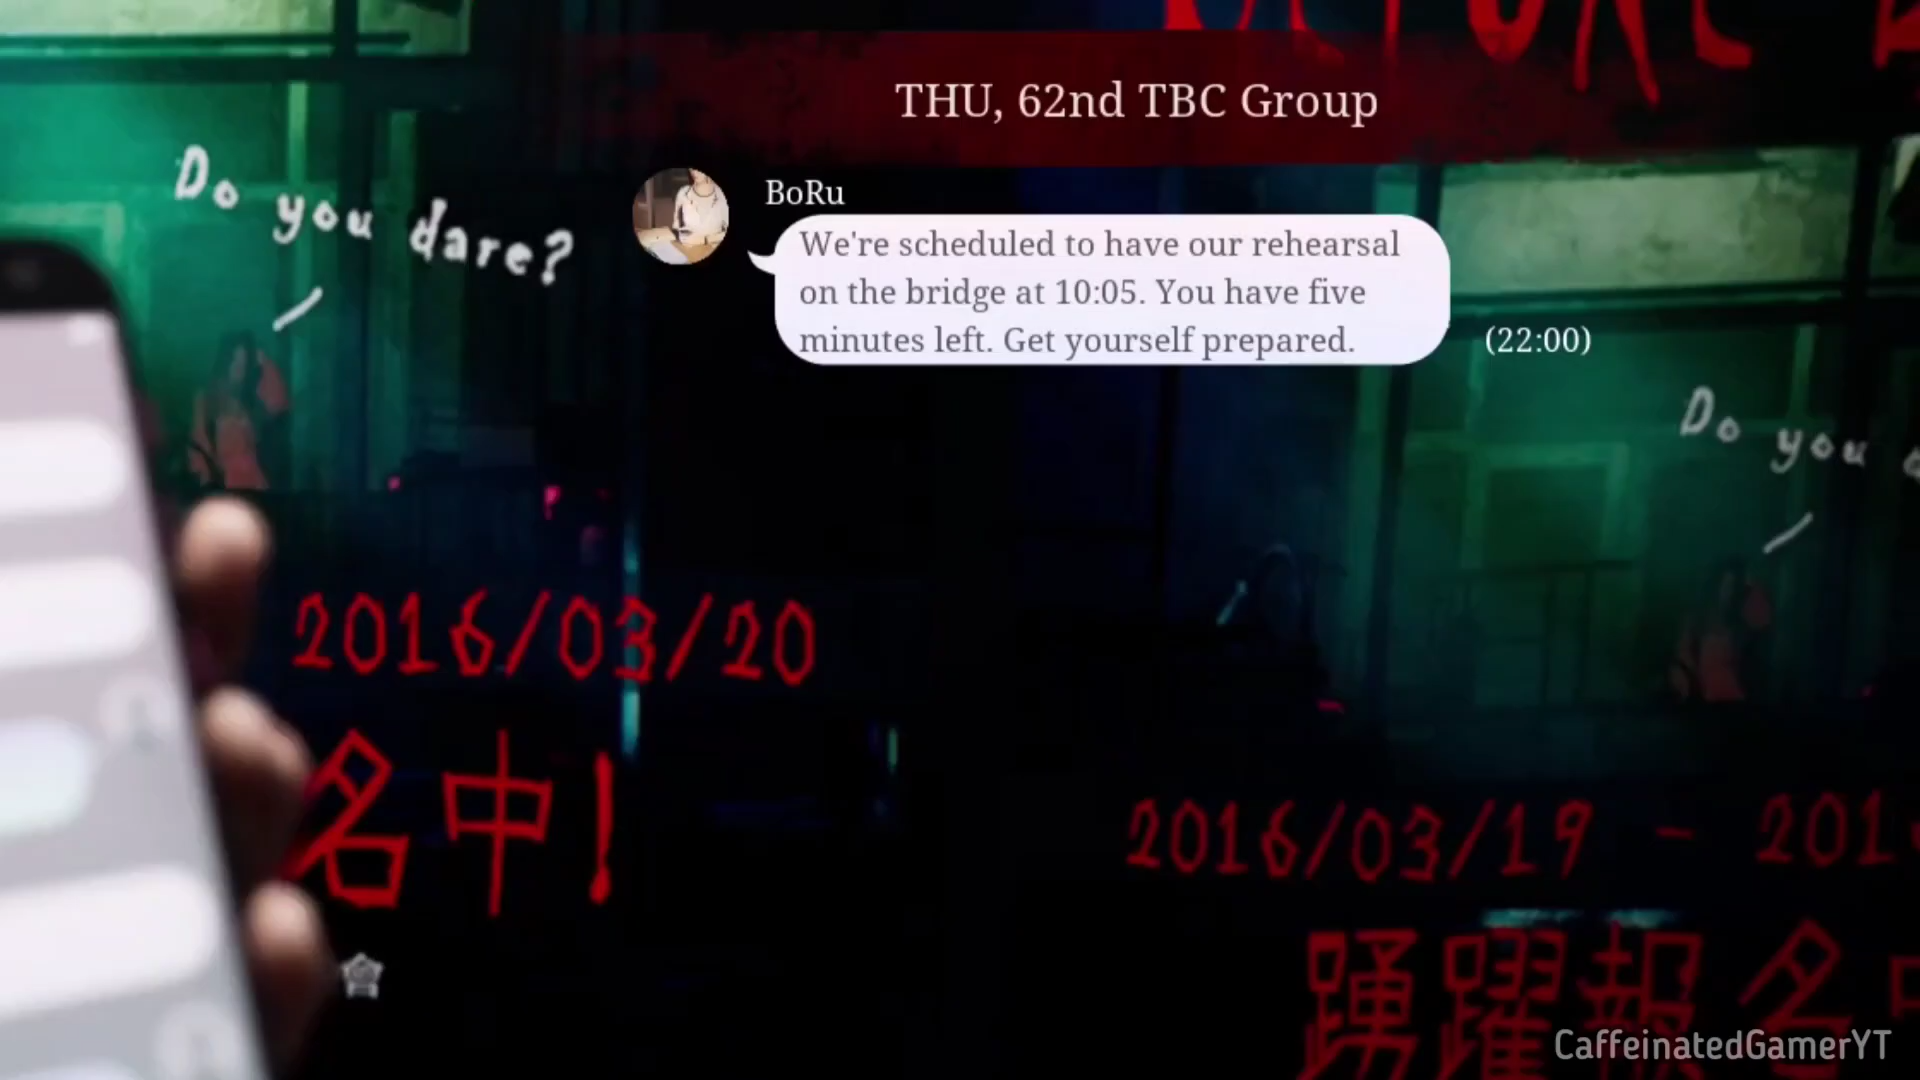 THU, 62nd TBC Group
Do you dare?
BoRu
We're scheduled to have our rehearsal
on the bridge at 10:05. You have five
minutes left. Get yourself prepared.
(22:00)
Do you
2016/03/20
名中!
2016/03/19 - 201
會
踴躍報名
CaffeinatedGamerYT